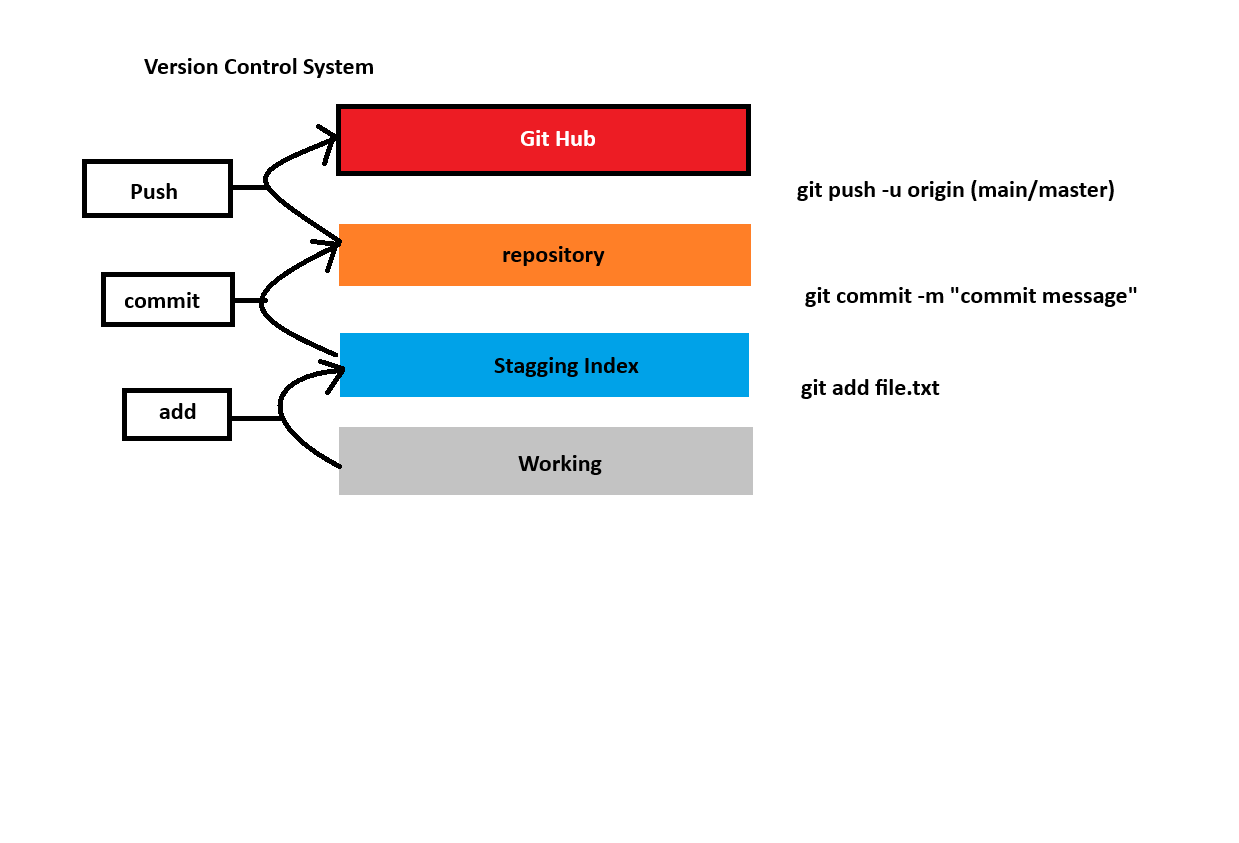 Version Control System
Git Hub
Push
git push -u origin (main/master)
repository
commit
git commit -m "commit message"
Stagging Index
git add file.txt
add
Working